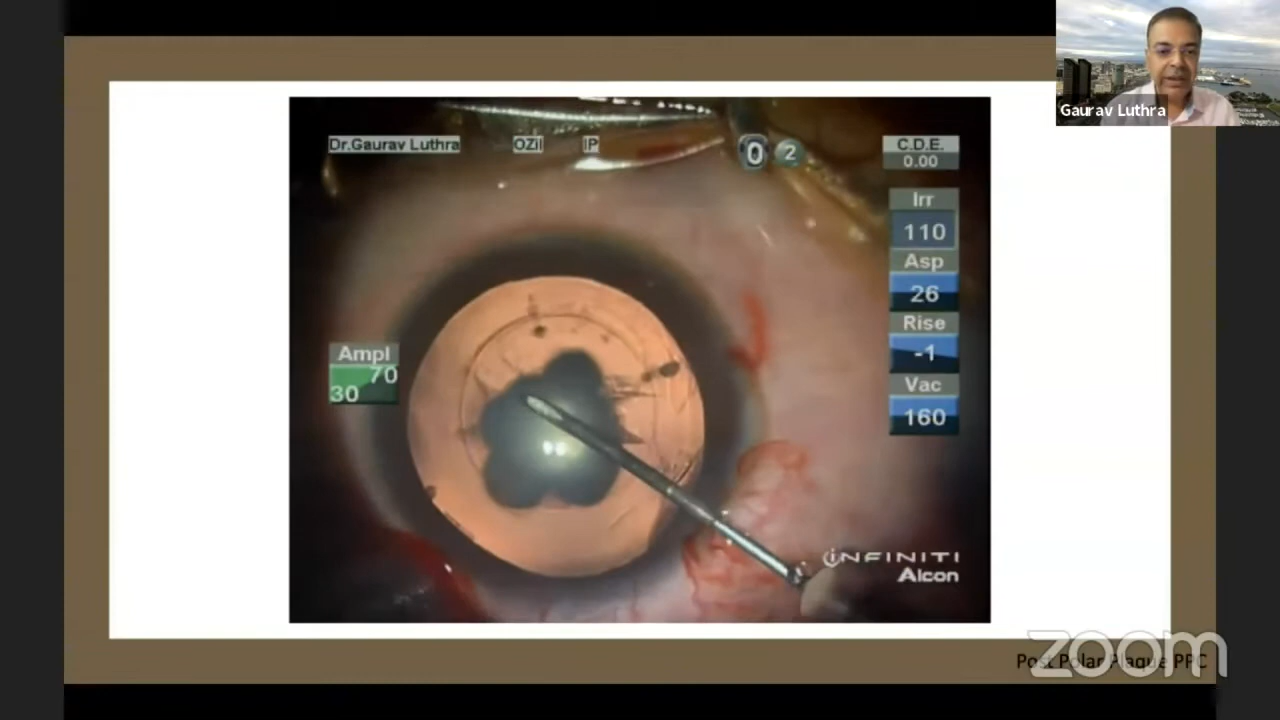 Gaurav Luthra
Dr.Gaurav Luthra OZil IP 0 2 C.D.E.
0.00
Irr
110
Asp
26
Rise
-1
Ampl
70
30
Vac
160
INFINITI
Alcon
zoom
Post Polar Plaque PPC